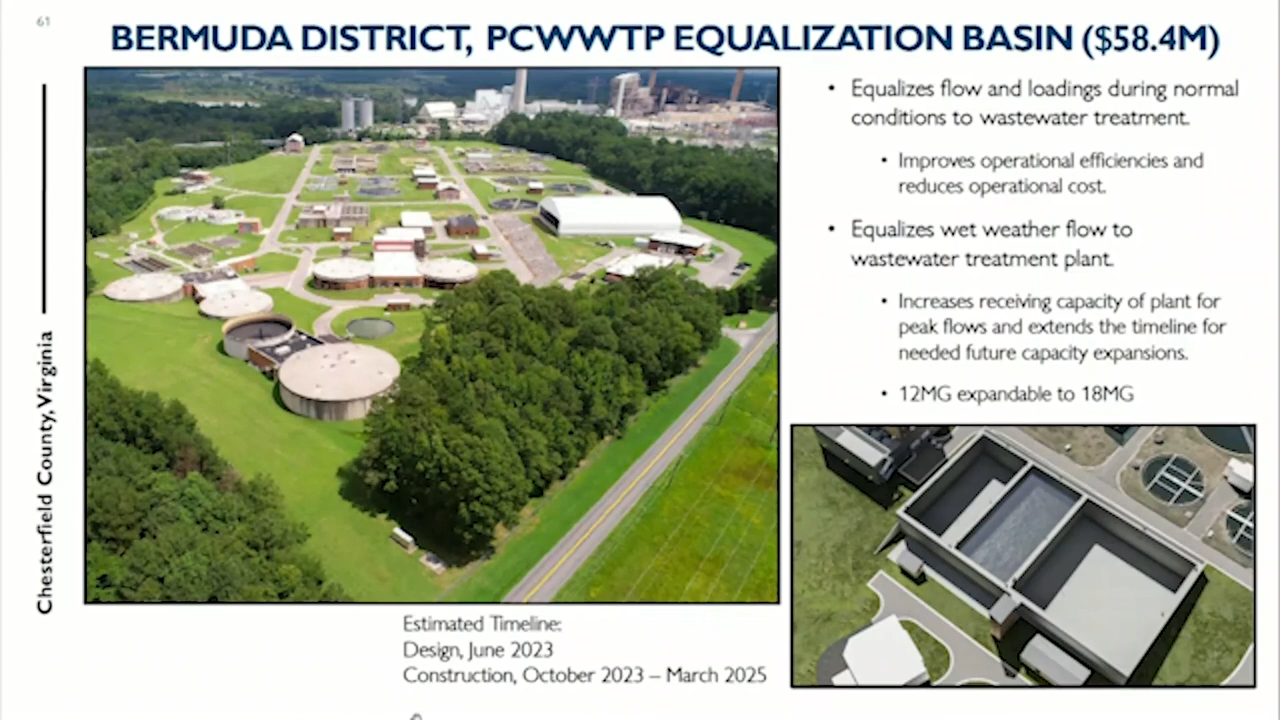 61
BERMUDA DISTRICT, PCWWTP EQUALIZATION BASIN ($58.4M)
Chesterfield County, Virginia
• Equalizes flow and loadings during normal
conditions to wastewater treatment.
• Improves operational efficiencies and
reduces operational cost.
• Equalizes wet weather flow to
wastewater treatment plant.
• Increases receiving capacity of plant for
peak flows and extends the timeline for
needed future capacity expansions.
• 12MG expandable to 18MG
Estimated Timeline:
Design, June 2023
Construction, October 2023 – March 2025